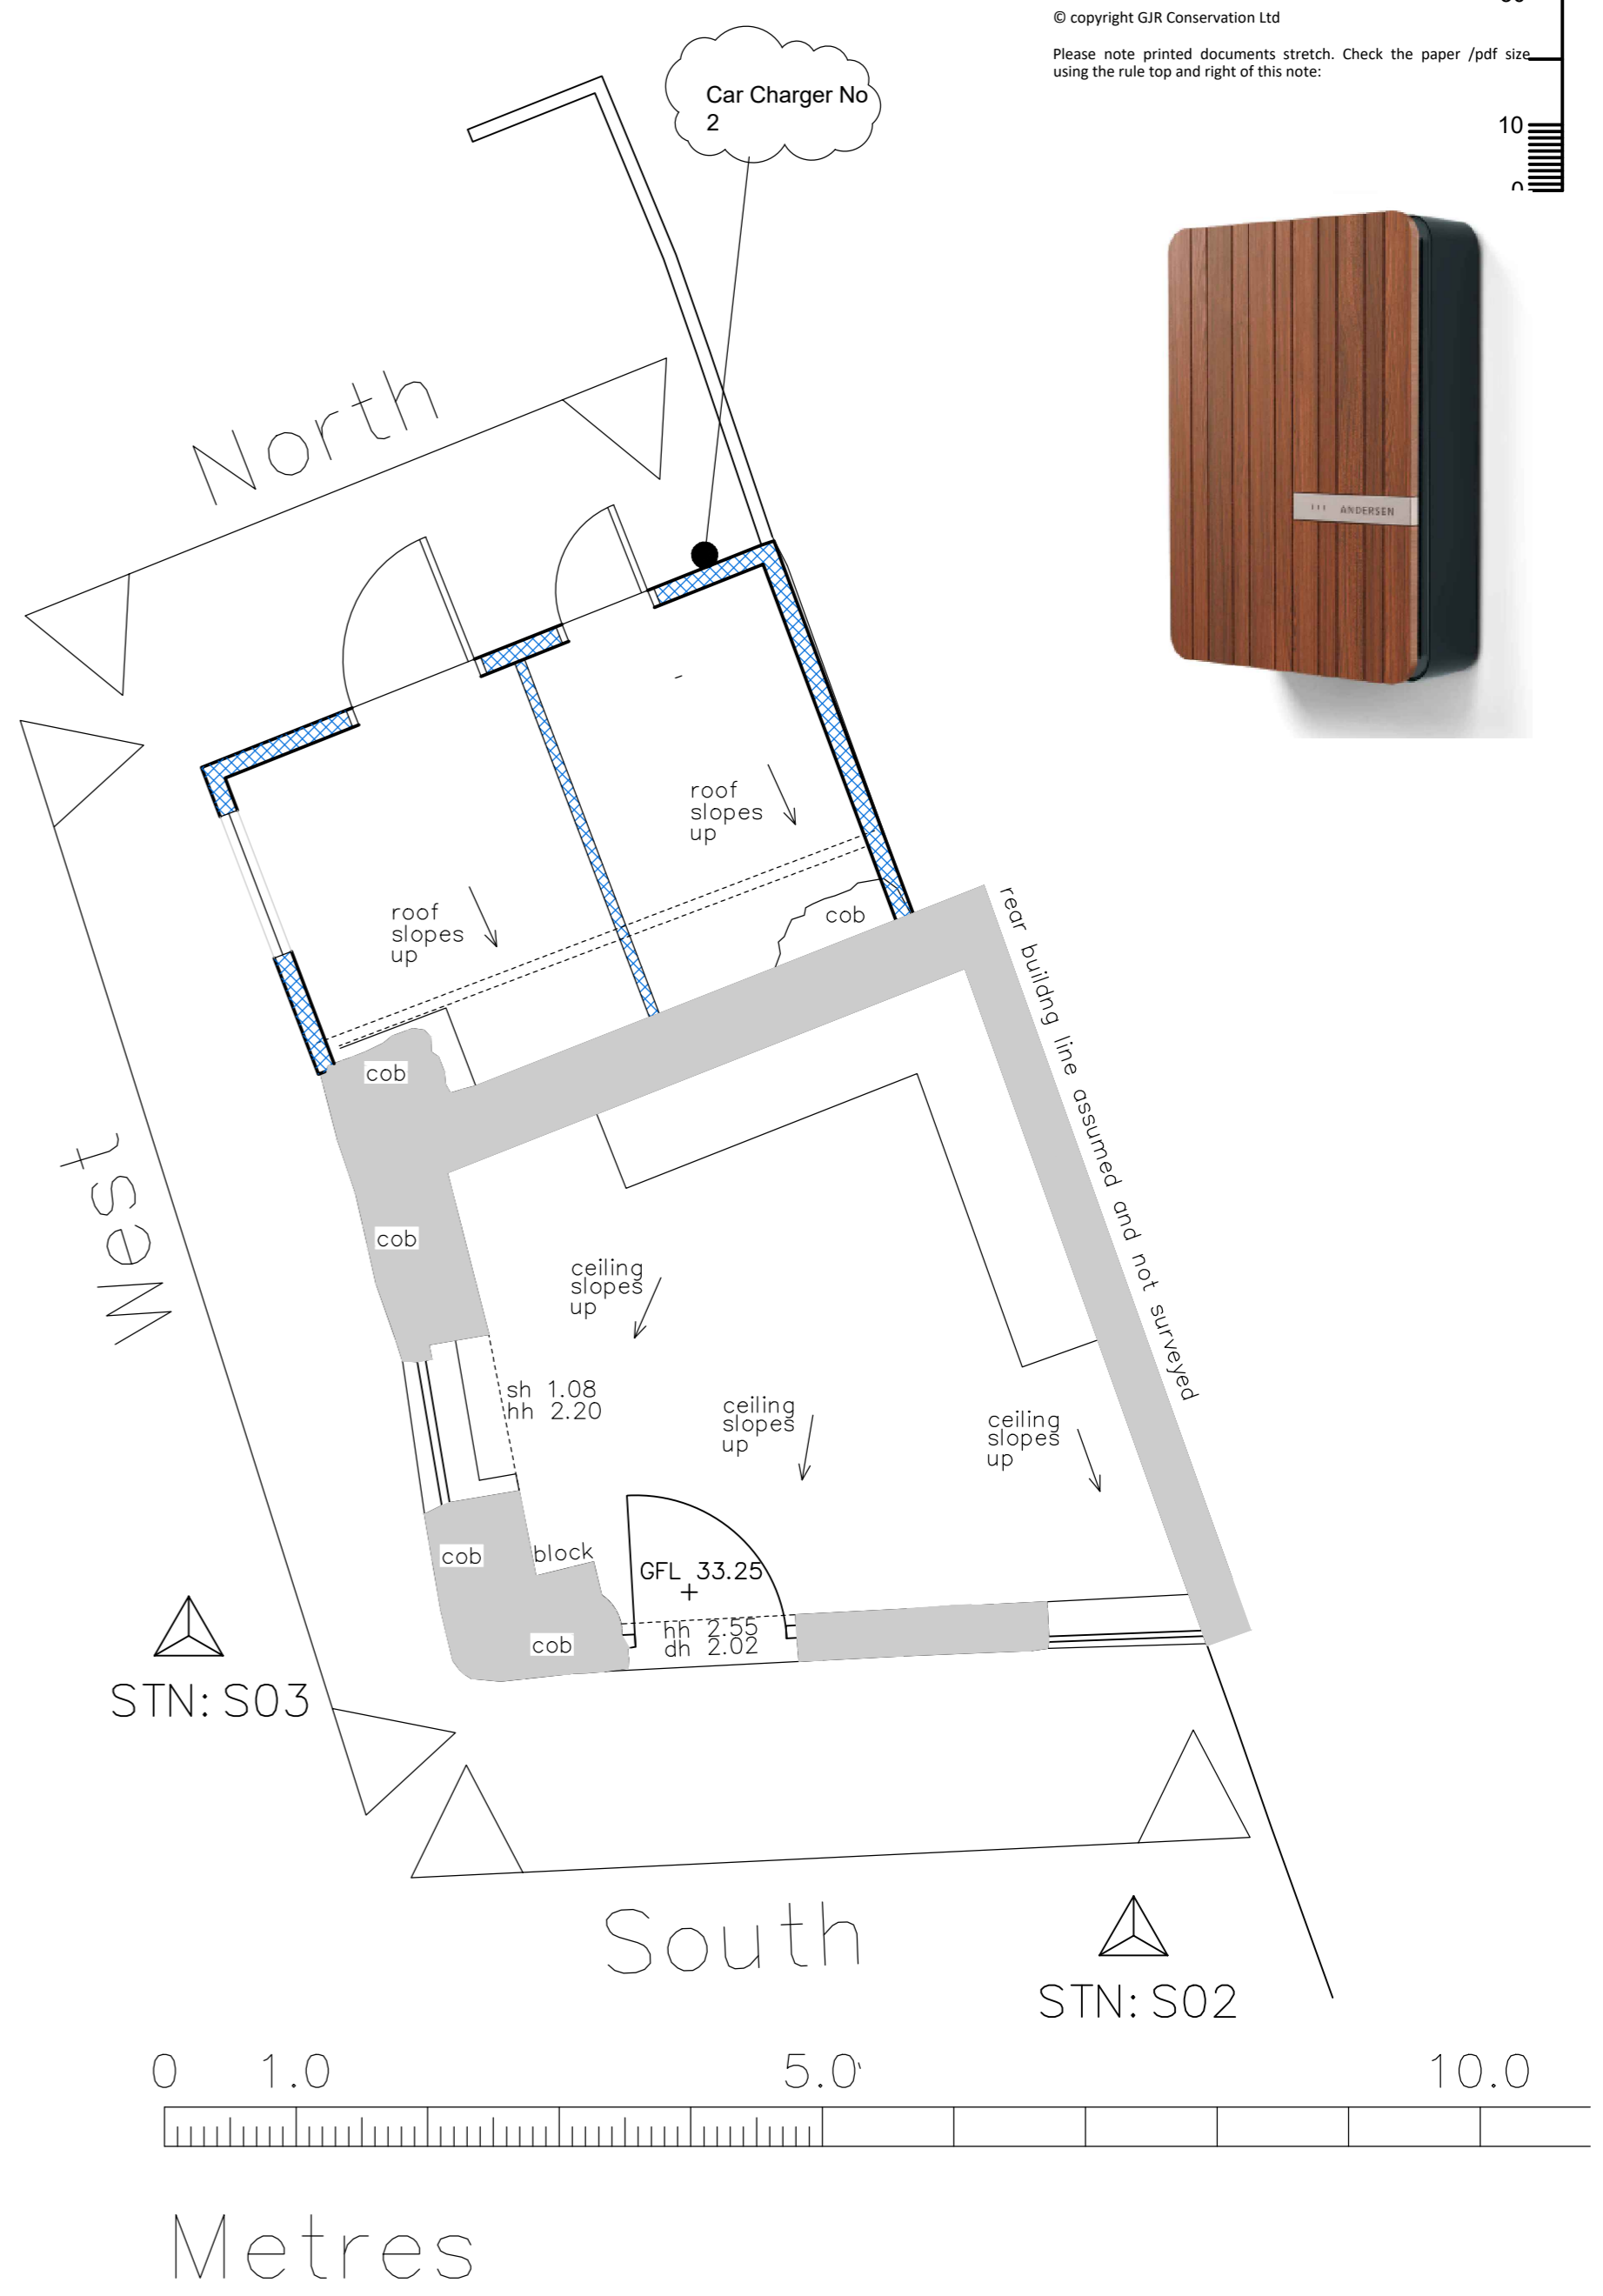 © copyright GJR Conservation Ltd
Please note printed documents stretch. Check the paper /pdf size
using the rule top and right of this note:
10
0
Car Charger No
2
ANDERSEN
North
roof
slopes
up
roof
slopes
up
cob
cob
rear buildng line assumed and not surveyed
West
cob
ceiling
slopes
up
sh 1.08
hh 2.20
ceiling
slopes
up
ceiling
slopes
up
cob
block
GFL 33.25
hh 2.55
dh 2.02
cob
STN: S03
South
STN: S02
0 1.0 5.0 10.0
Metres